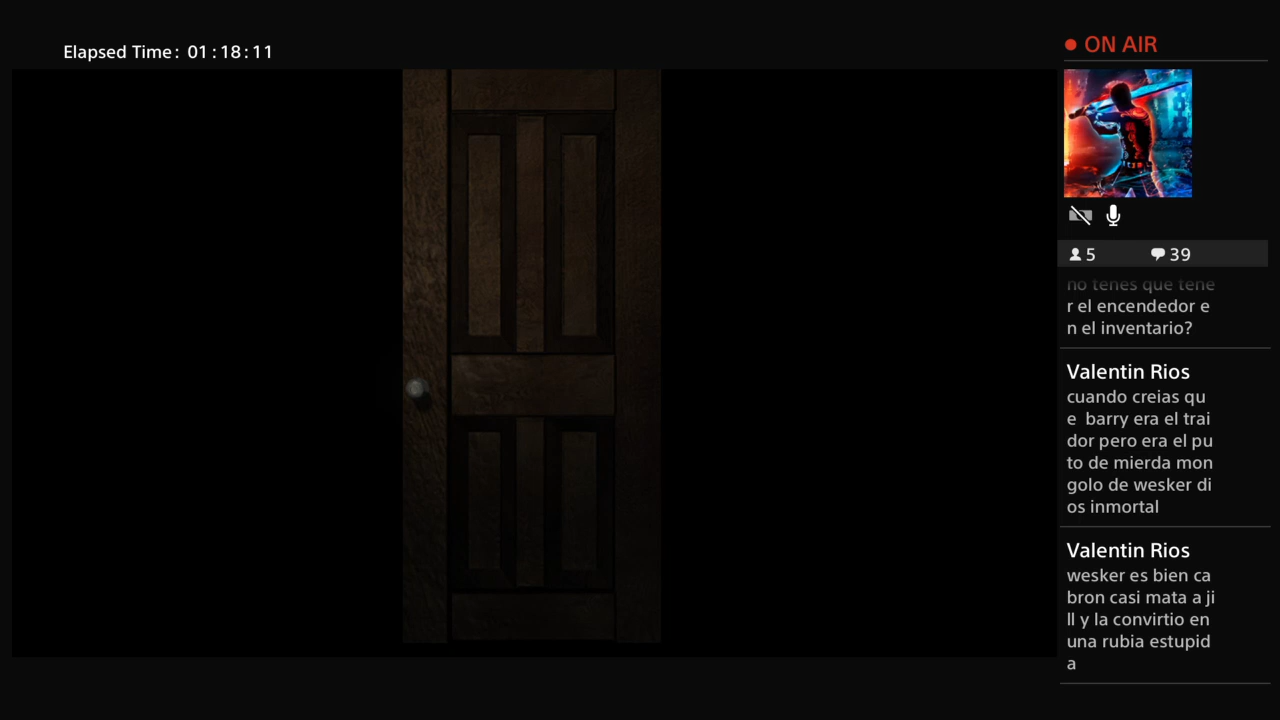 Elapsed Time: 01:18:11
ON AIR
5 39
no tenes que tene
r el encendedor e
n el inventario?
Valentin Rios
cuando creias qu
e  barry era el trai
dor pero era el pu
to de mierda mon
golo de wesker di
os inmortal
Valentin Rios
wesker es bien ca
bron casi mata a ji
ll y la convirtio en
una rubia estupid
a